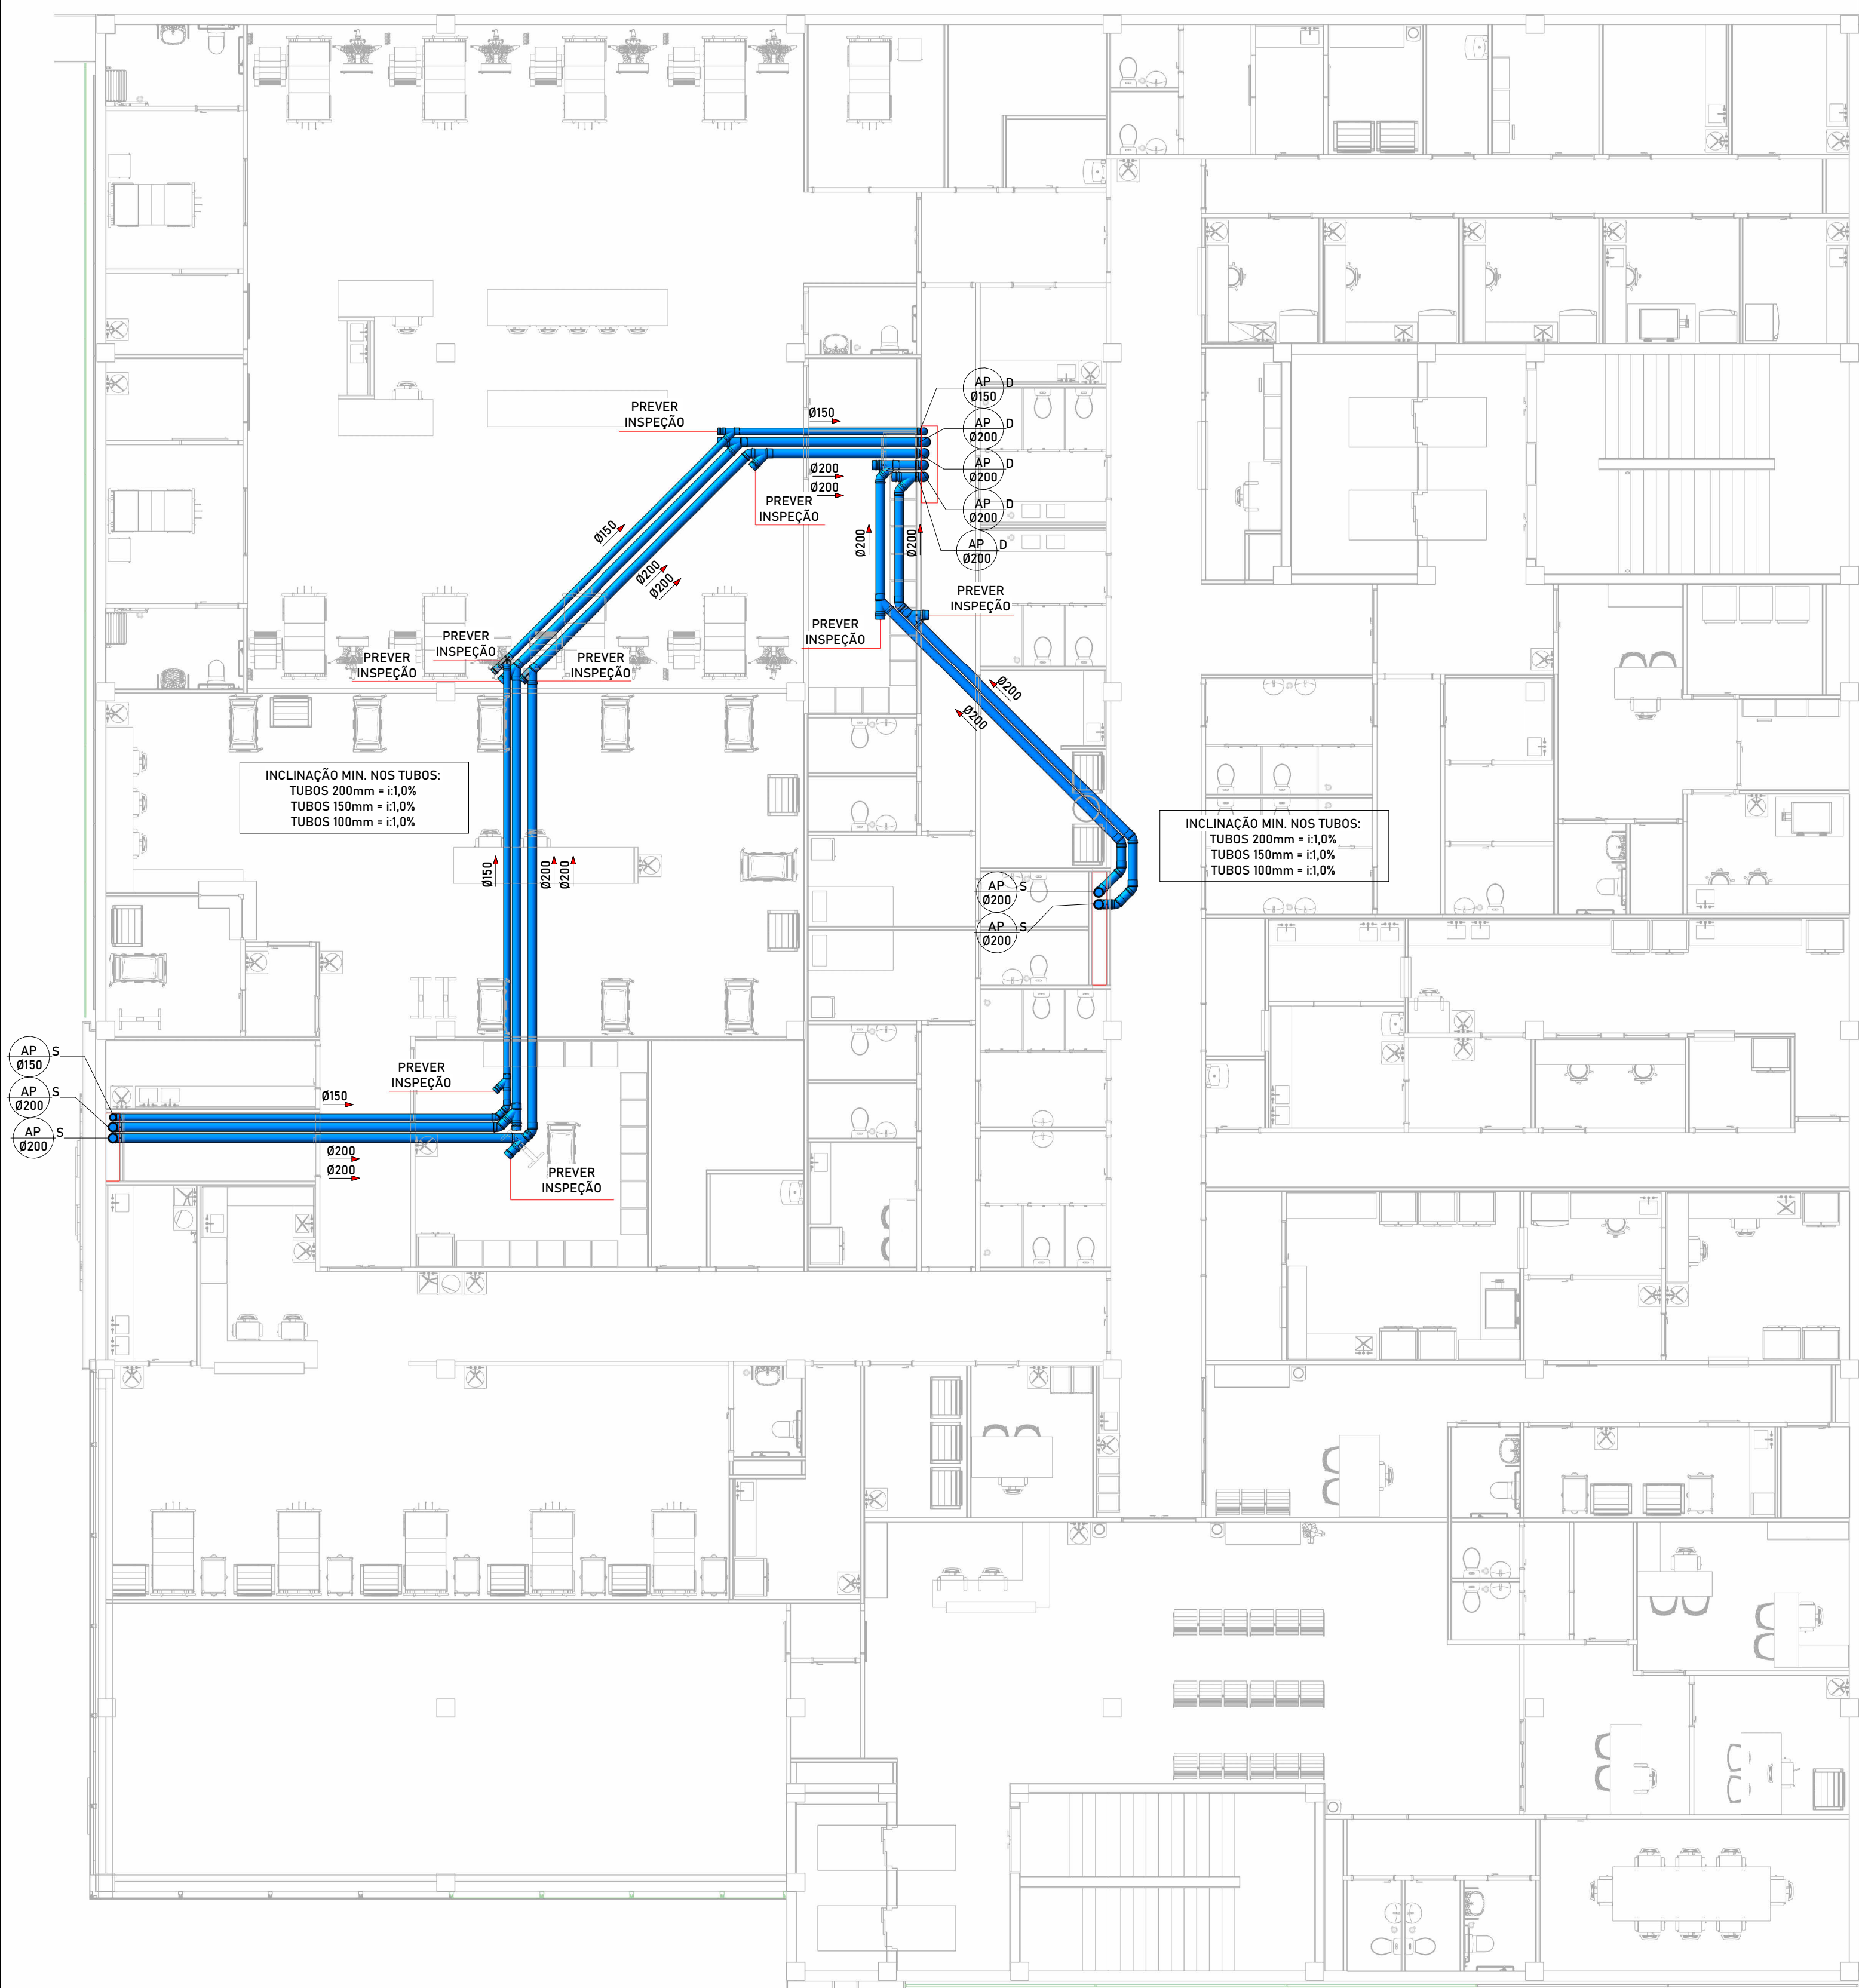 AP D
Ø150
PREVER
INSPEÇÃO
Ø150
AP D
Ø200
AP D
Ø200
Ø200
Ø200
PREVER
INSPEÇÃO
AP D
Ø200
AP D
Ø200
Ø150
Ø200
Ø200
Ø200
Ø200
PREVER
INSPEÇÃO
PREVER
INSPEÇÃO
PREVER
INSPEÇÃO
PREVER
INSPEÇÃO
PREVER
INSPEÇÃO
Ø200
Ø200
INCLINAÇÃO MIN. NOS TUBOS:
TUBOS 200mm = i:1,0%
TUBOS 150mm = i:1,0%
TUBOS 100mm = i:1,0%
INCLINAÇÃO MIN. NOS TUBOS:
TUBOS 200mm = i:1,0%
TUBOS 150mm = i:1,0%
TUBOS 100mm = i:1,0%
Ø150
Ø200
Ø200
AP S
Ø200
AP S
Ø200
AP S
Ø150
AP S
Ø200
AP S
Ø200
PREVER
INSPEÇÃO
Ø150
Ø200
Ø200
PREVER
INSPEÇÃO